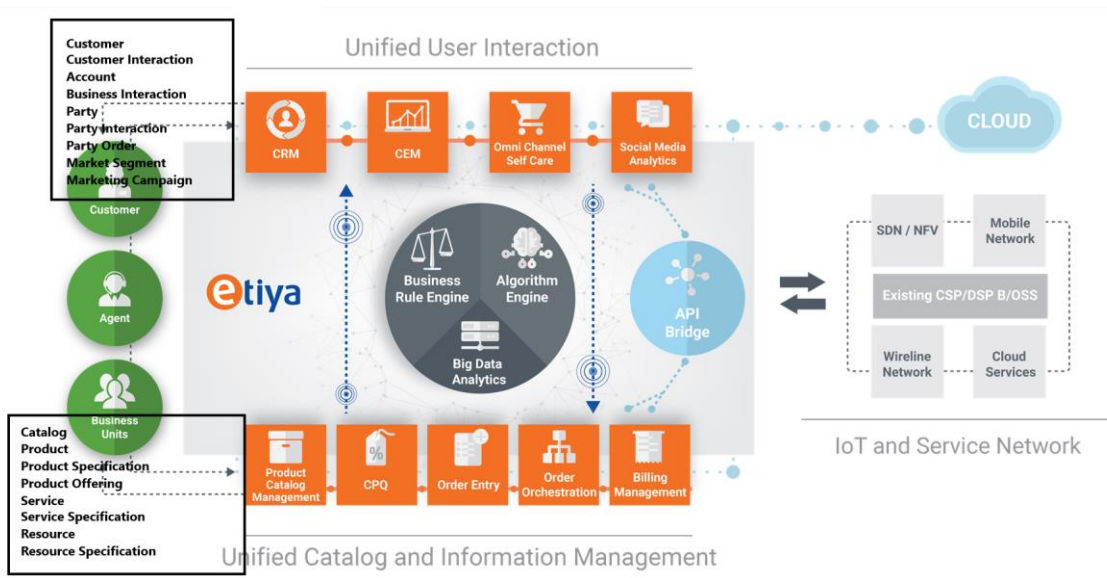 Customer
Customer Interaction
Account
Business Interaction
Party
Party Interaction
Party Order
Market Segment
Marketing Campaign
Unified User Interaction
CRM
CEM
Omni Channel
Self Care
Social Media
Analytics
CLOUD
Customer
Agent
Business
Units
etiya
Business
Rule Engine
Algorithm
Engine
Big Data
Analytics
API
Bridge
SDN / NFV
Mobile
Network
Existing CSP/DSP B/OSS
Wireline
Network
Cloud
Services
IoT and Service Network
Catalog
Product
Product Specification
Product Offering
Service
Service Specification
Resource
Resource Specification
Product
Catalog
Management
CPQ
Order Entry
Order
Orchestration
Billing
Management
Unified Catalog and Information Management